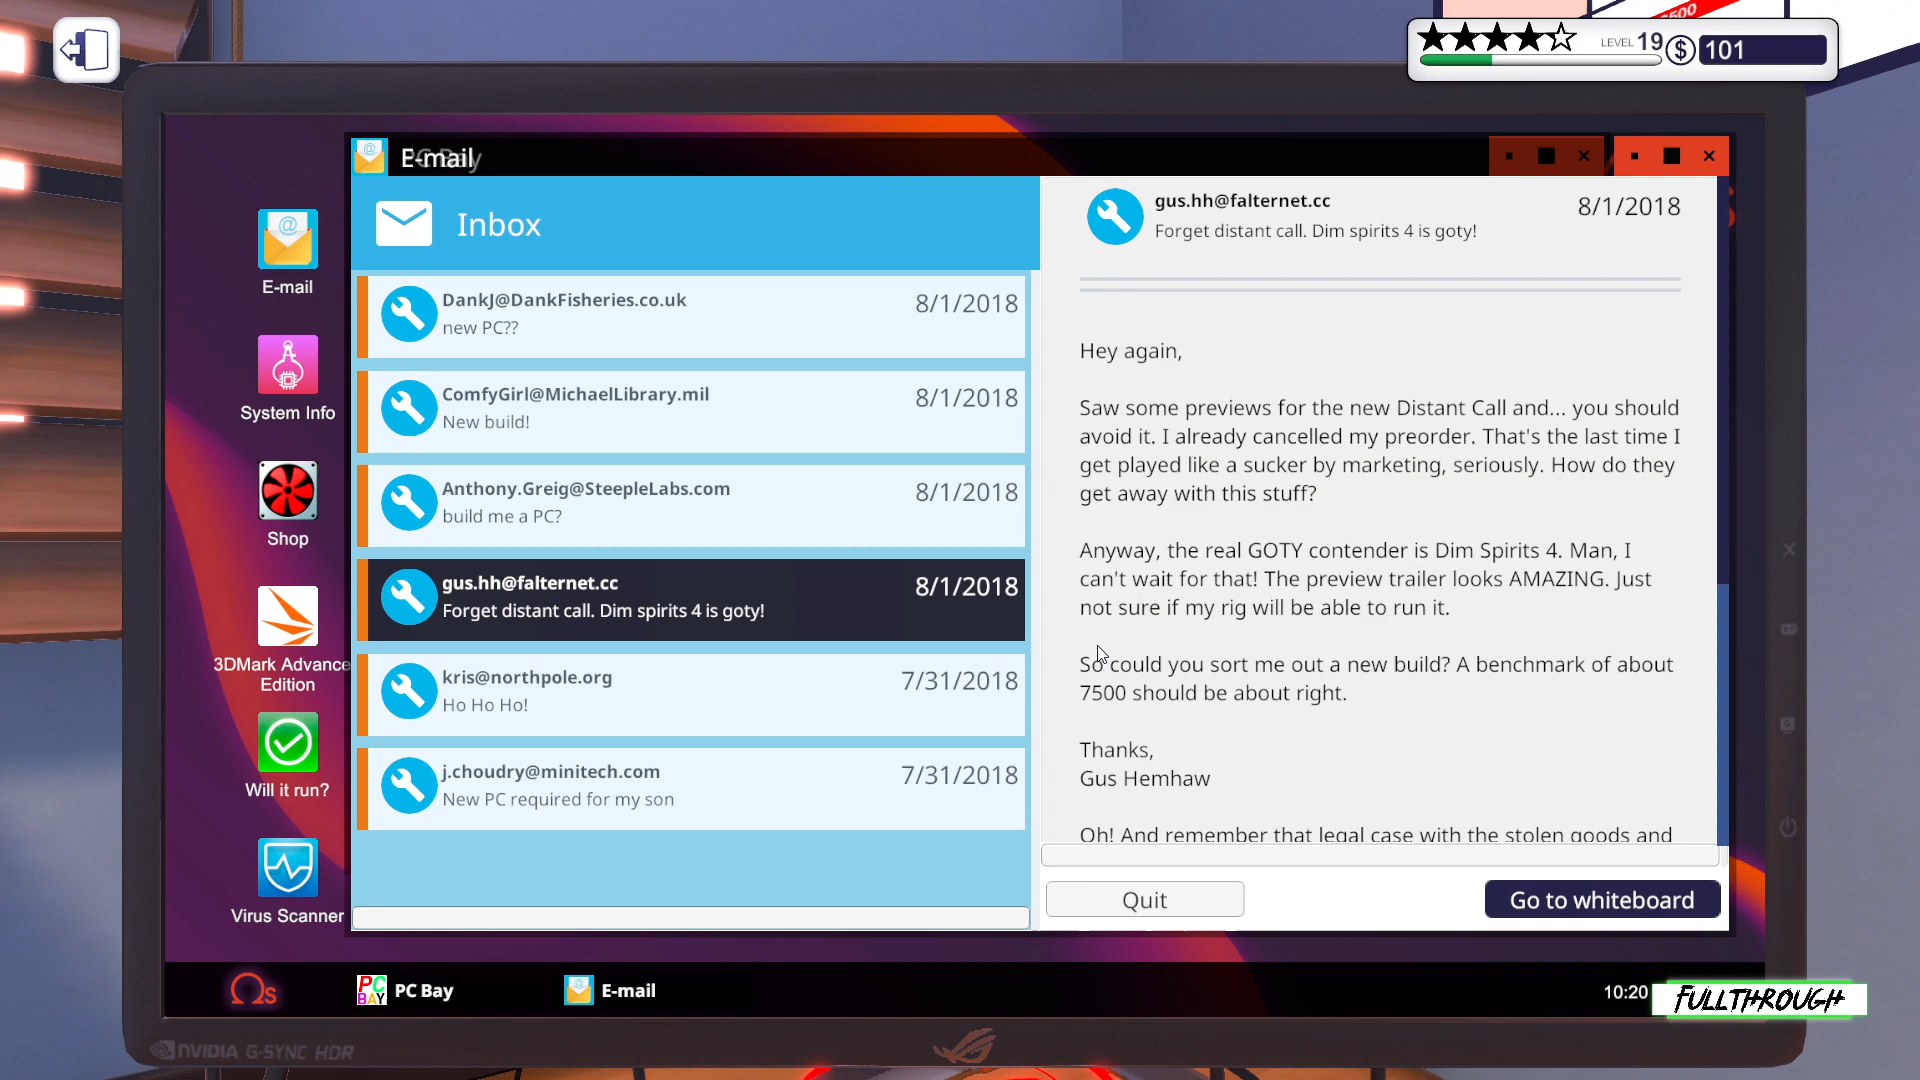 $500
LEVEL 19
$ 101
E-mail
Inbox
DankJ@DankFisheries.co.uk
8/1/2018
new PC??
ComfyGirl@MichaelLibrary.mil
8/1/2018
New build!
Anthony.Greig@SteepleLabs.com
8/1/2018
build me a PC?
gus.hh@falternet.cc
8/1/2018
Forget distant call. Dim spirits 4 is goty!
kris@northpole.org
7/31/2018
Ho Ho Ho!
j.choudry@minitech.com
7/31/2018
New PC required for my son
gus.hh@falternet.cc
8/1/2018
Forget distant call. Dim spirits 4 is goty!
Hey again,
Saw some previews for the new Distant Call and... you should
avoid it. I already cancelled my preorder. That's the last time I
get played like a sucker by marketing, seriously. How do they
get away with this stuff?
Anyway, the real GOTY contender is Dim Spirits 4. Man, I
can't wait for that! The preview trailer looks AMAZING. Just
not sure if my rig will be able to run it.
So could you sort me out a new build? A benchmark of about
7500 should be about right.
Thanks,
Gus Hemhaw
Oh! And remember that legal case with the stolen goods and
Quit
Go to whiteboard
E-mail
System Info
Shop
3DMark Advance
Edition
Will it run?
Virus Scanner
Ωs
PC BAY
PC Bay
E-mail
10:20
FULLTHROUGH
NVIDIA G-SYNC HDR